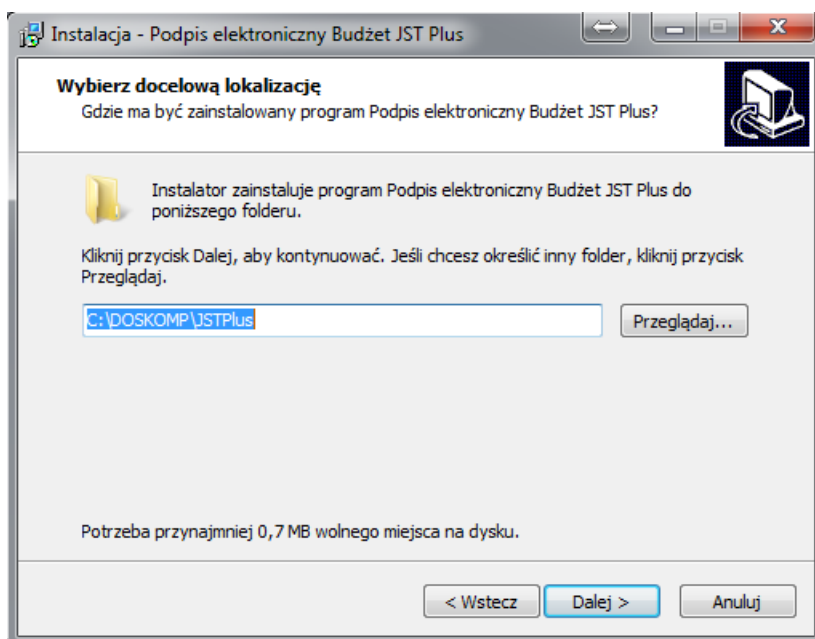 Instalacja - Podpis elektroniczny Budżet JST Plus
Wybierz docelową lokalizację
Gdzie ma być zainstalowany program Podpis elektroniczny Budżet JST Plus?
Instalator zainstaluje program Podpis elektroniczny Budżet JST Plus do
poniższego folderu.
Kliknij przycisk Dalej, aby kontynuować. Jeśli chcesz określić inny folder, kliknij przycisk
Przeglądaj.
C:\DOSKOMP\JSTPlus
Przeglądaj...
Potrzeba przynajmniej 0,7 MB wolnego miejsca na dysku.
< Wstecz
Dalej >
Anuluj